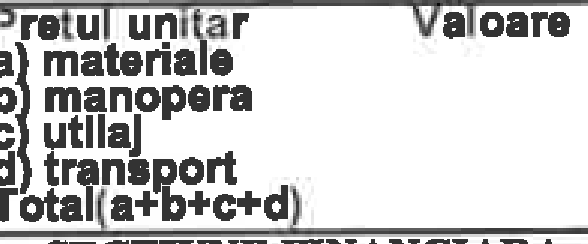 Pretul unitar Valoare
a) materiale
b) manopera
c) utilaj
d) transport
Total(a+b+c+d)